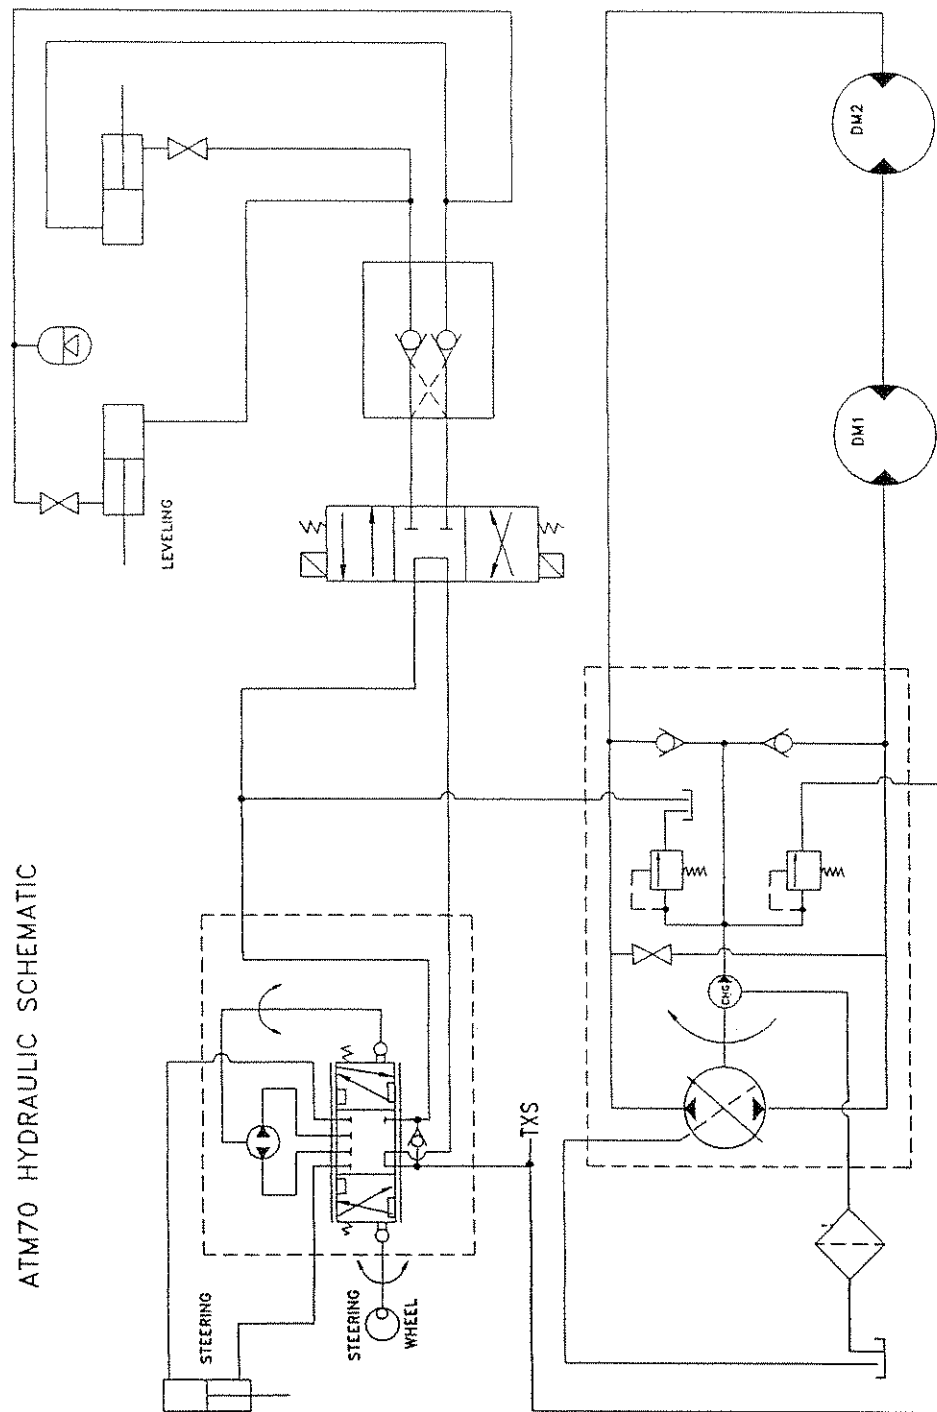 ATM70 HYDRAULIC SCHEMATIC
STEERING
STEERING
WHEEL
TXS
LEVELING
CHG
DM1
DM2